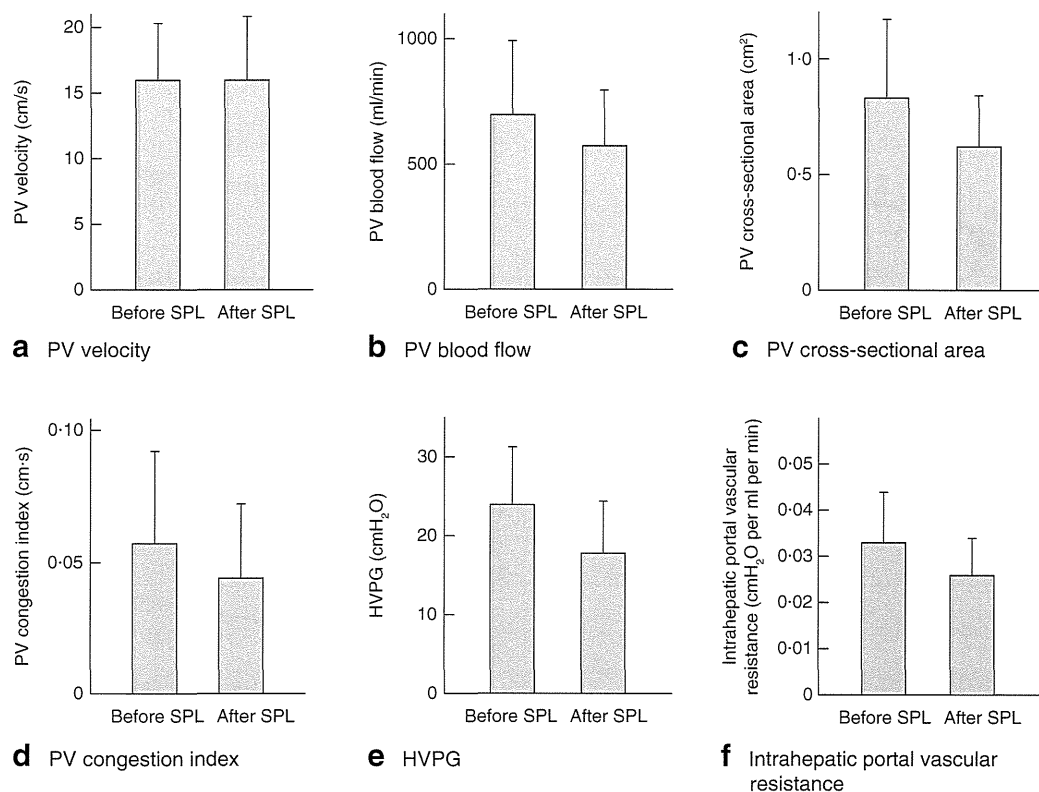 20
15
10
5
0
PV velocity (cm/s)
Before SPL After SPL
a PV velocity
1000
500
0
PV blood flow (ml/min)
Before SPL After SPL
b PV blood flow
1·0
0·5
0
PV cross-sectional area (cm²)
Before SPL After SPL
c PV cross-sectional area
0·10
0·05
0
PV congestion index (cm·s)
Before SPL After SPL
d PV congestion index
30
20
10
0
HVPG (cmH₂O)
Before SPL After SPL
e HVPG
0·05
0·04
0·03
0·02
0·01
0
Intrahepatic portal vascular
resistance (cmH₂O per ml per min)
Before SPL After SPL
f Intrahepatic portal vascular
resistance